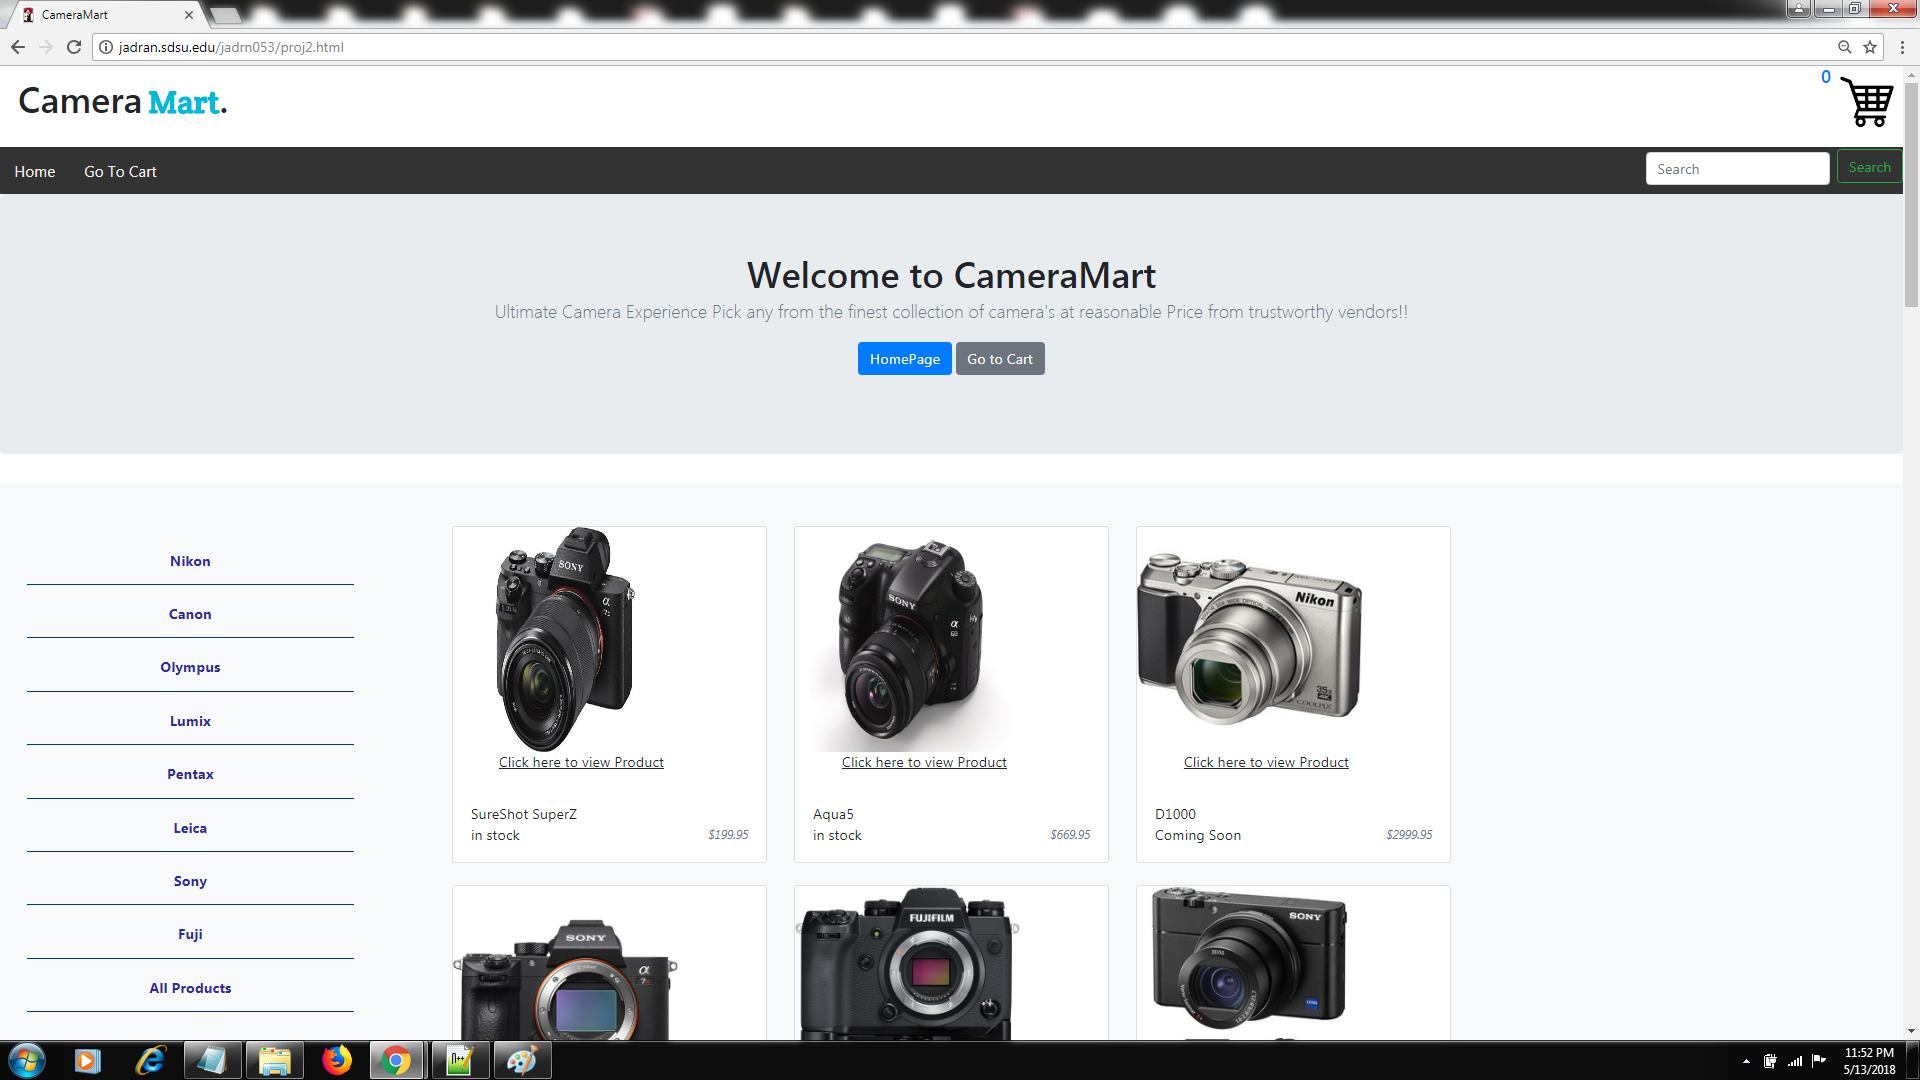 CameraMart
jadran.sdsu.edu/jadrn053/proj2.html
Camera Mart.
0
Home
Go To Cart
Search
Search
Welcome to CameraMart
Ultimate Camera Experience Pick any from the finest collection of camera's at reasonable Price from trustworthy vendors!!
HomePage
Go to Cart
Nikon
Canon
Olympus
Lumix
Pentax
Leica
Sony
Fuji
All Products
SONY
α
Click here to view Product
SureShot SuperZ
in stock
$199.95
SONY
α
Click here to view Product
Aqua5
in stock
$669.95
Nikon
35x
4K
COOLPIX
Click here to view Product
D1000
Coming Soon
$2999.95
SONY
α
FUJIFILM
SONY
ZEISS
11:52 PM
5/13/2018